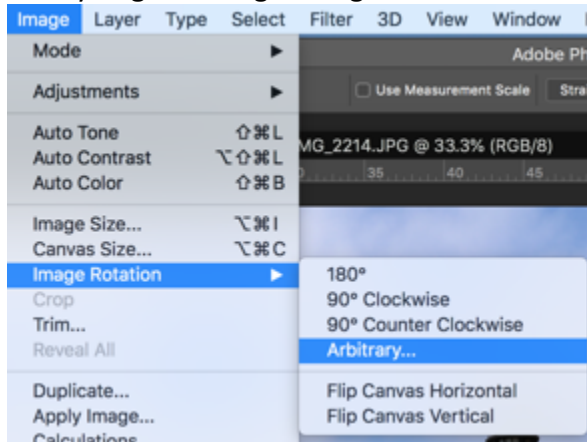 Image Layer Type Select Filter 3D View Window
Mode ▶
Adobe Ph
Adjustments ▶
Use Measurement Scale Stra
Auto Tone ⇧⌘L
MG_2214.JPG @ 33.3% (RGB/8)
Auto Contrast ⌥⇧⌘L
Auto Color ⇧⌘B
35 40 45
Image Size... ⌥⌘I
Canvas Size... ⌥⌘C
Image Rotation ▶
180°
Crop
90° Clockwise
Trim...
90° Counter Clockwise
Reveal All
Arbitrary...
Duplicate...
Flip Canvas Horizontal
Apply Image...
Flip Canvas Vertical
Calculations...